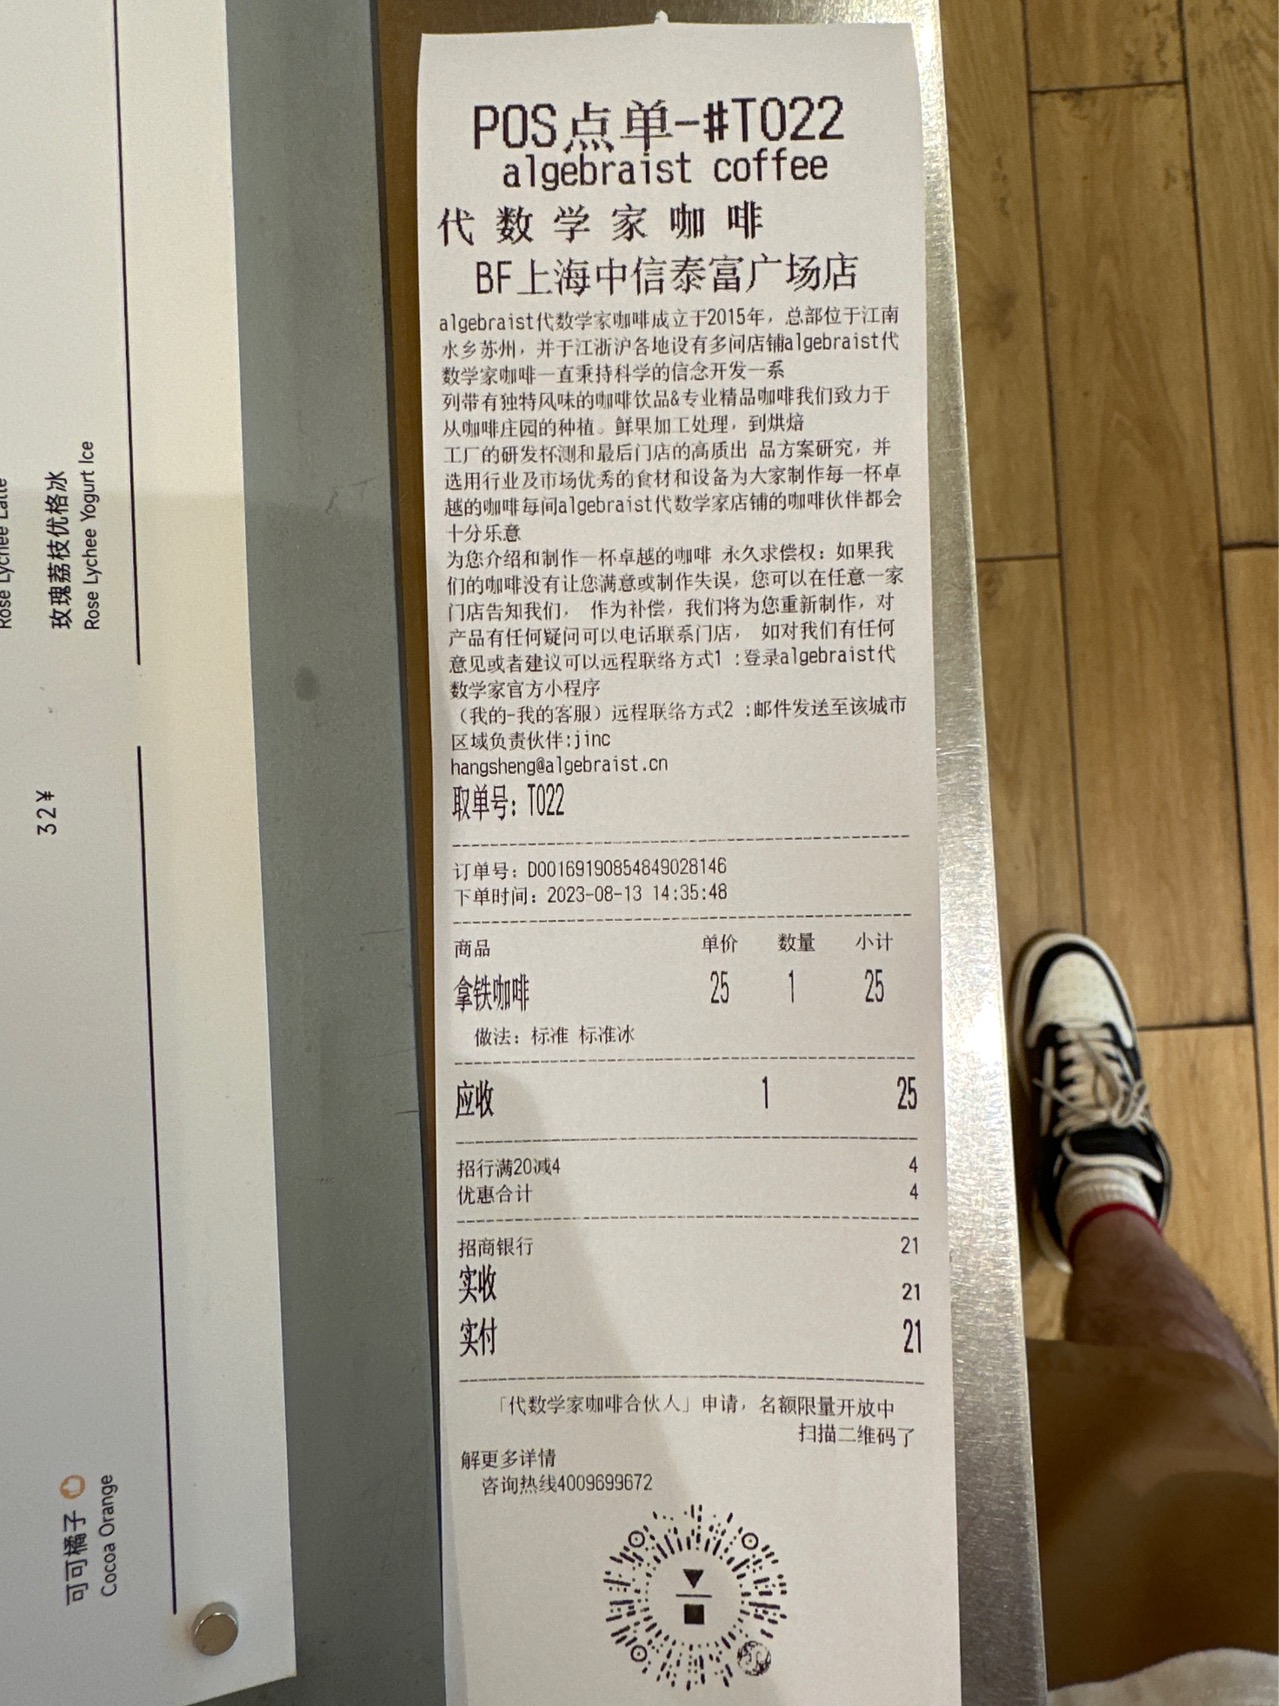 POS点单-#T022
algebraist coffee
代数学家咖啡
BF上海中信泰富广场店
algebraist代数学家咖啡成立于2015年，总部位于江南
水乡苏州，并于江浙沪各地设有多间店铺algebraist代
数学家咖啡一直秉持科学的信念开发一系
列带有独特风味的咖啡饮品&专业精品咖啡我们致力于
从咖啡庄园的种植。鲜果加工处理，到烘焙
工厂的研发杯测和最后门店的高质出 品方案研究，并
选用行业及市场优秀的食材和设备为大家制作每一杯卓
越的咖啡每间algebraist代数学家店铺的咖啡伙伴都会
十分乐意
为您介绍和制作一杯卓越的咖啡 永久求偿权：如果我
们的咖啡没有让您满意或制作失误，您可以在任意一家
门店告知我们， 作为补偿，我们将为您重新制作，对
产品有任何疑问可以电话联系门店， 如对我们有任何
意见或者建议可以远程联络方式1 :登录algebraist代
数学家官方小程序
（我的-我的客服）远程联络方式2 :邮件发送至该城市
区域负责伙伴:jinc
hangsheng@algebraist.cn
取单号：T022
订单号：D00169190854849028146
下单时间：2023-08-13 14:35:48
商品 单价 数量 小计
拿铁咖啡 25 1 25
做法：标准 标准冰
应收 1 25
招行满20减4 4
优惠合计 4
招商银行 21
实收 21
实付 21
「代数学家咖啡合伙人」申请，名额限量开放中
扫描二维码了
解更多详情
咨询热线4009699672
Rose Lychee Latte
玫瑰荔枝优格冰
Rose Lychee Yogurt Ice
32¥
可可橘子
Cocoa Orange